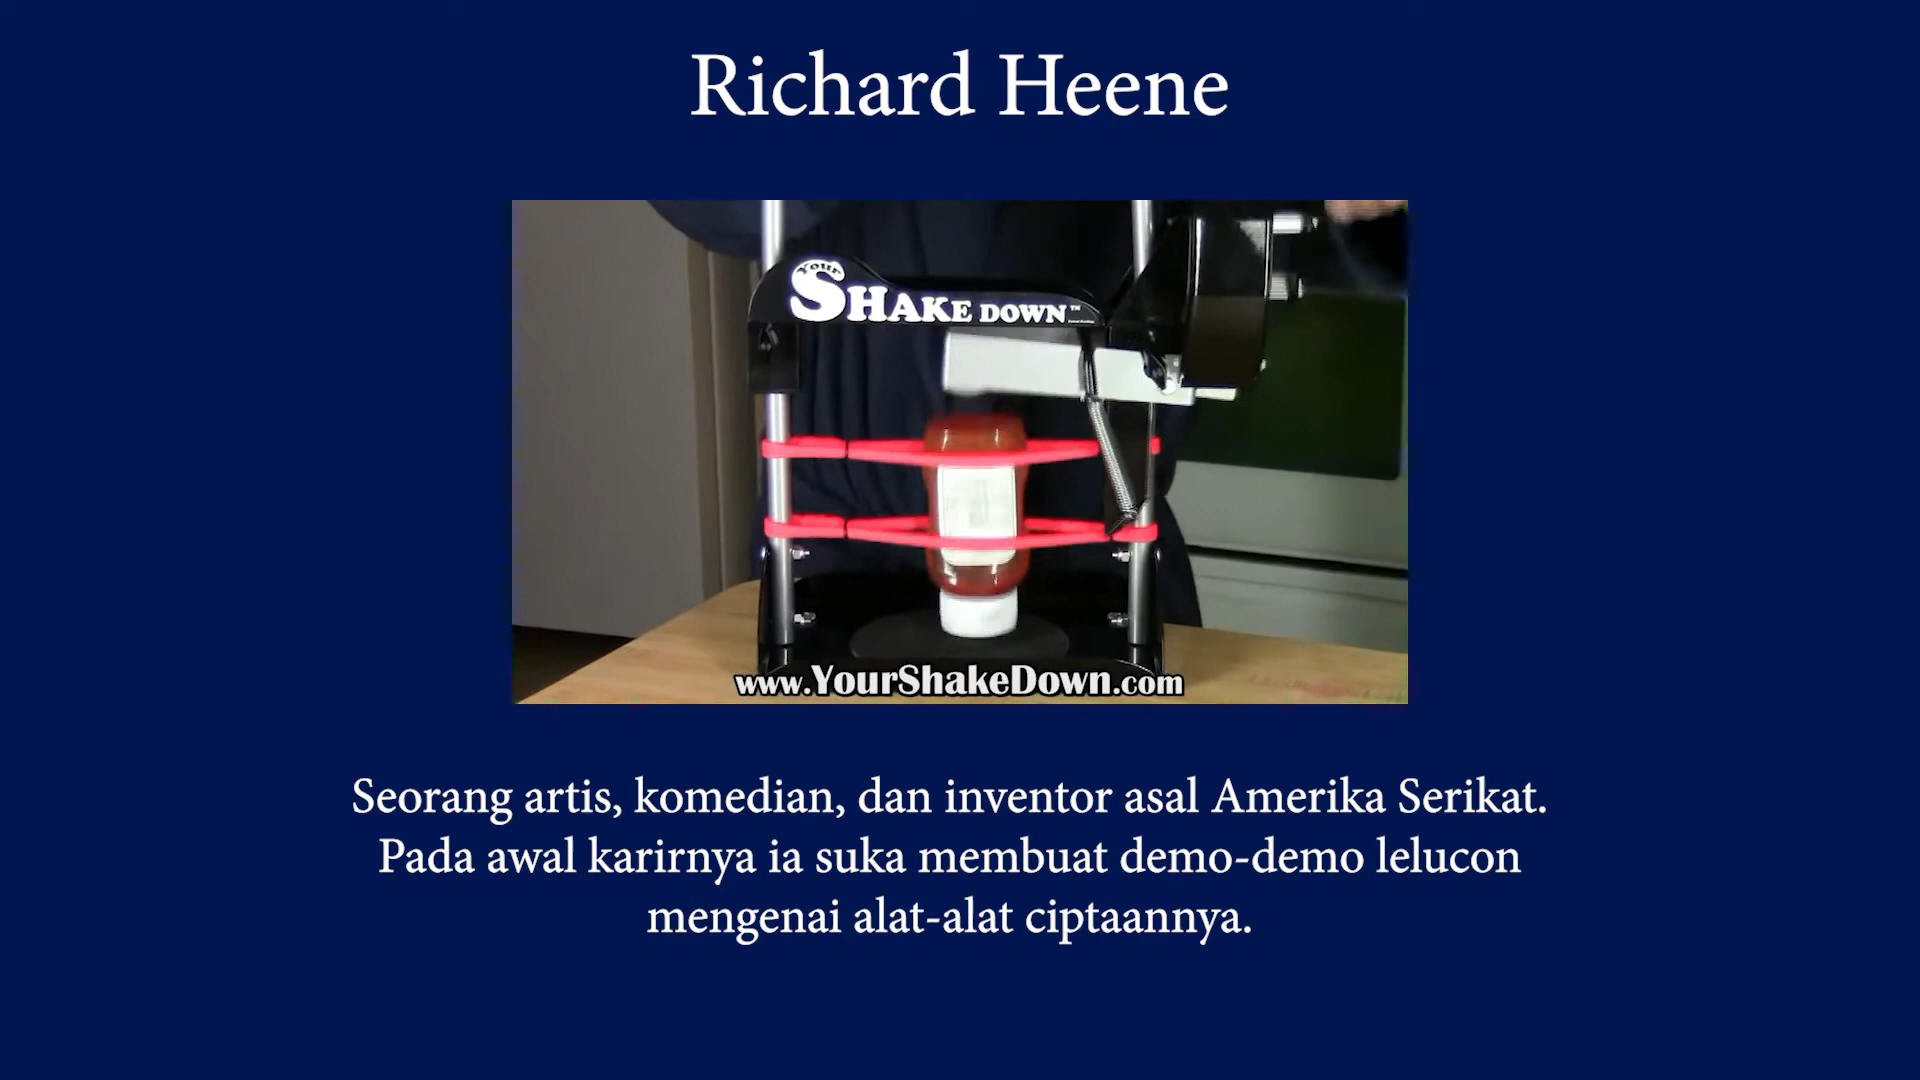 Richard Heene
Your
SHAKE DOWN™
www.YourShakeDown.com
Seorang artis, komedian, dan inventor asal Amerika Serikat.
Pada awal karirnya ia suka membuat demo-demo lelucon
mengenai alat-alat ciptaannya.